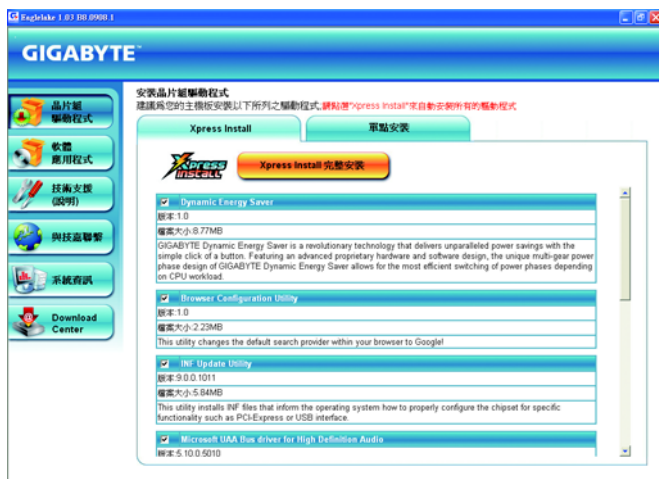 Englelake 1.03 B8.0908.1
GIGABYTE™
晶片組
驅動程式
軟體
應用程式
技術支援
(說明)
與技嘉聯繫
系統資訊
Download
Center
安裝晶片組驅動程式
建議為您的主機板安裝以下所列之驅動程式,請點選"Xpress Install"來自動安裝所有的驅動程式
Xpress Install
單點安裝
Xpress
INSTALL
Xpress Install 完整安裝
Dynamic Energy Saver
版本:1.0
檔案大小:8.77MB
GIGABYTE Dynamic Energy Saver is a revolutionary technology that delivers unparalleled power savings with the
simple click of a button. Featuring an advanced proprietary hardware and software design, the unique multi-gear power
phase design of GIGABYTE Dynamic Energy Saver allows for the most efficient switching of power phases depending
on CPU workload.
Browser Configuration Utility
版本:1.0
檔案大小:2.23MB
This utility changes the default search provider within your browser to Google!
INF Update Utility
版本:9.0.0.1011
檔案大小:5.84MB
This utility installs INF files that inform the operating system how to properly configure the chipset for specific
functionality such as PCI-Express or USB interface.
Microsoft UAA Bus driver for High Definition Audio
版本:5.10.0.5010